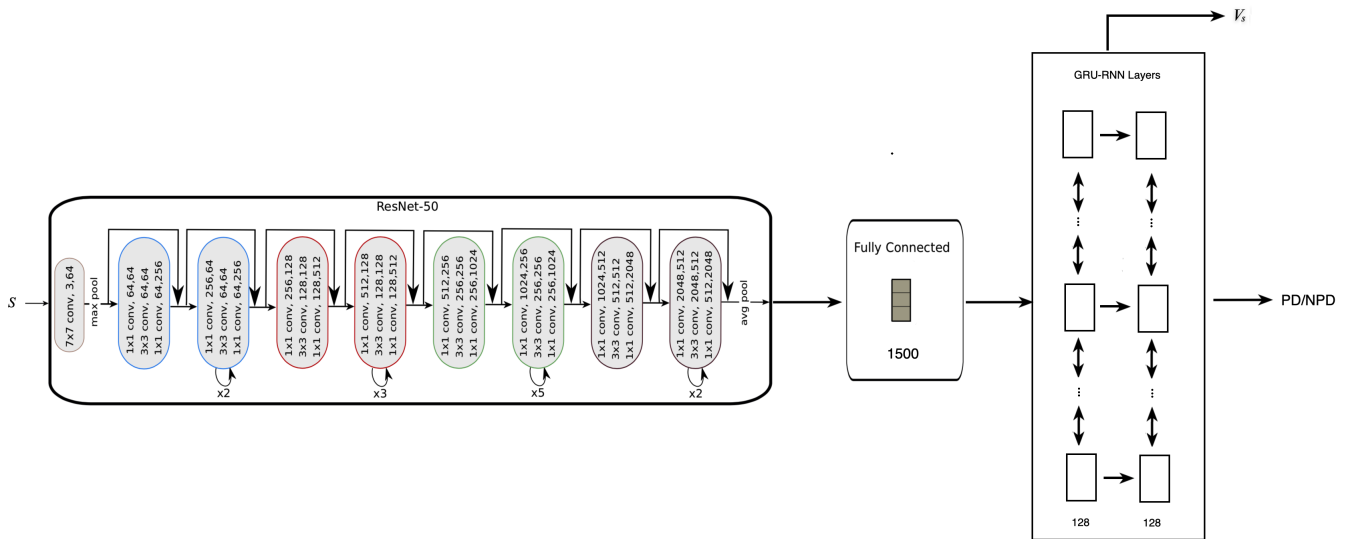 V_s
GRU-RNN Layers
ResNet-50
S
7x7 conv, 3,64
max pool
1x1 conv, 64,64
3x3 conv, 64,64
1x1 conv, 64,256
1x1 conv, 256,64
3x3 conv, 64,64
1x1 conv, 64,256
x2
1x1 conv, 256,128
3x3 conv, 128,128
1x1 conv, 128,512
1x1 conv, 512,128
3x3 conv, 128,128
1x1 conv, 128,512
x3
1x1 conv, 512,256
3x3 conv, 256,256
1x1 conv, 256,1024
1x1 conv, 1024,256
3x3 conv, 256,256
1x1 conv, 256,1024
x5
1x1 conv, 1024,512
3x3 conv, 512,512
1x1 conv, 512,2048
1x1 conv, 2048,512
3x3 conv, 2048,512
1x1 conv, 512,2048
x2
avg pool
Fully Connected
1500
...
...
...
...
128
128
PD/NPD